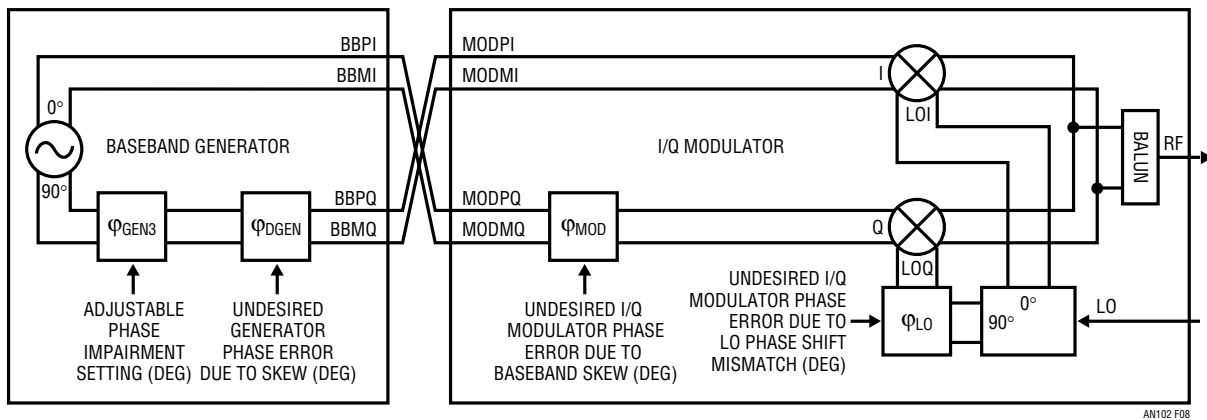 BBPI
BBMI
MODPI
MODMI
0°
90°
BASEBAND GENERATOR
I/Q MODULATOR
I
LOI
BALUN
RF
BBPQ
BBMQ
MODPQ
MODMQ
φGEN3
φDGEN
φMOD
Q
LOQ
φLO
0°
90°
LO
ADJUSTABLE
PHASE
IMPAIRMENT
SETTING (DEG)
UNDESIRED
GENERATOR
PHASE ERROR
DUE TO SKEW (DEG)
UNDESIRED I/Q
MODULATOR PHASE
ERROR DUE TO
BASEBAND SKEW (DEG)
UNDESIRED I/Q
MODULATOR PHASE
ERROR DUE TO
LO PHASE SHIFT
MISMATCH (DEG)
AN102 F08